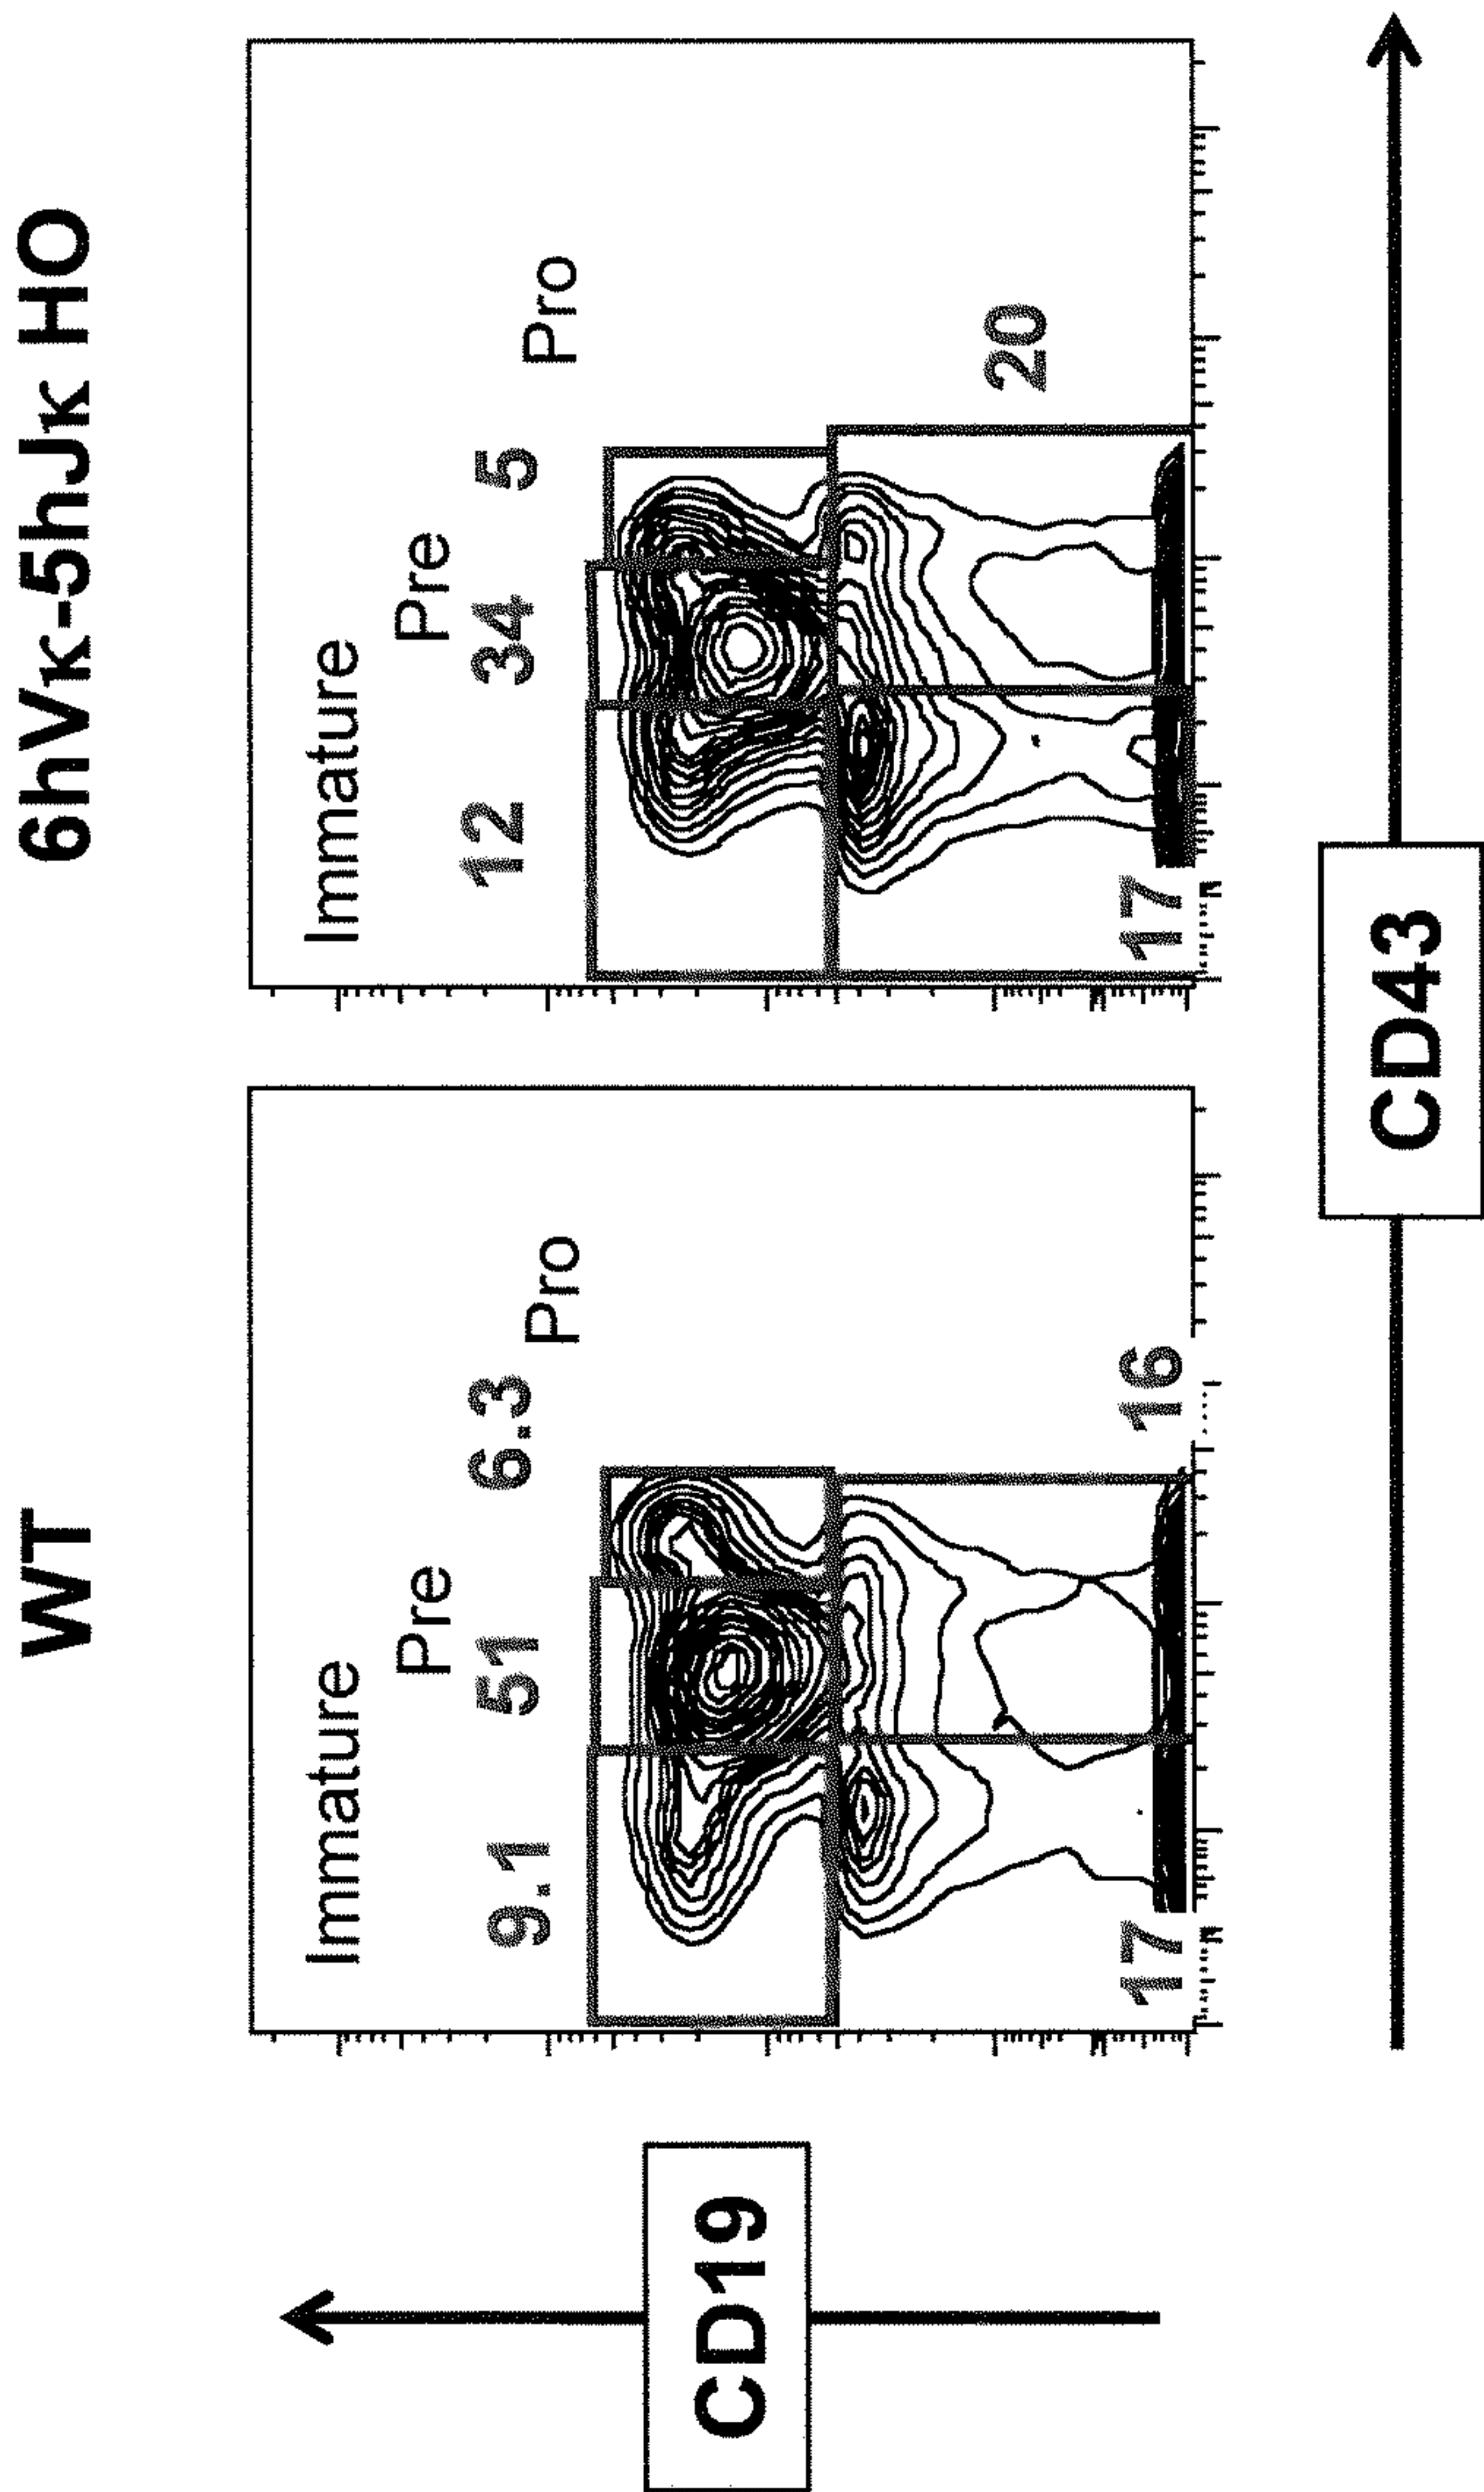 WT
6hVκ-5hJκ HO
CD19
Immature
Pre
9.1 51 6.3
Pro
17
16
Immature
Pre
12 34 5
Pro
20
17
CD43